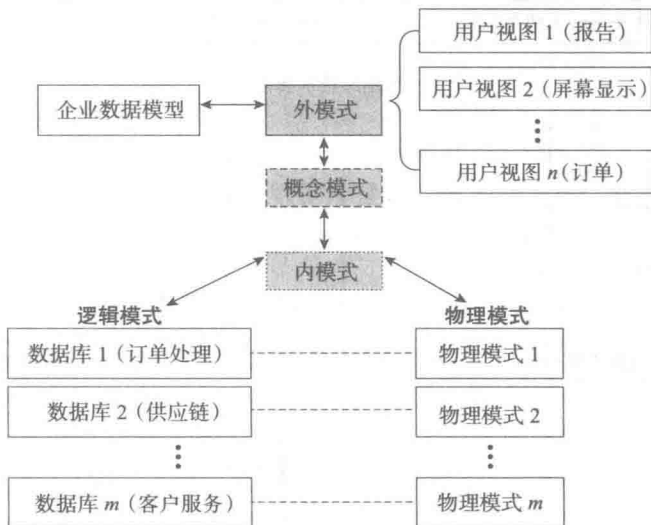 用户视图 1（报告）
企业数据模型
外模式
用户视图 2（屏幕显示）
用户视图 n（订单）
概念模式
内模式
逻辑模式
物理模式
数据库 1（订单处理）
物理模式 1
数据库 2（供应链）
物理模式 2
数据库 m（客户服务）
物理模式 m